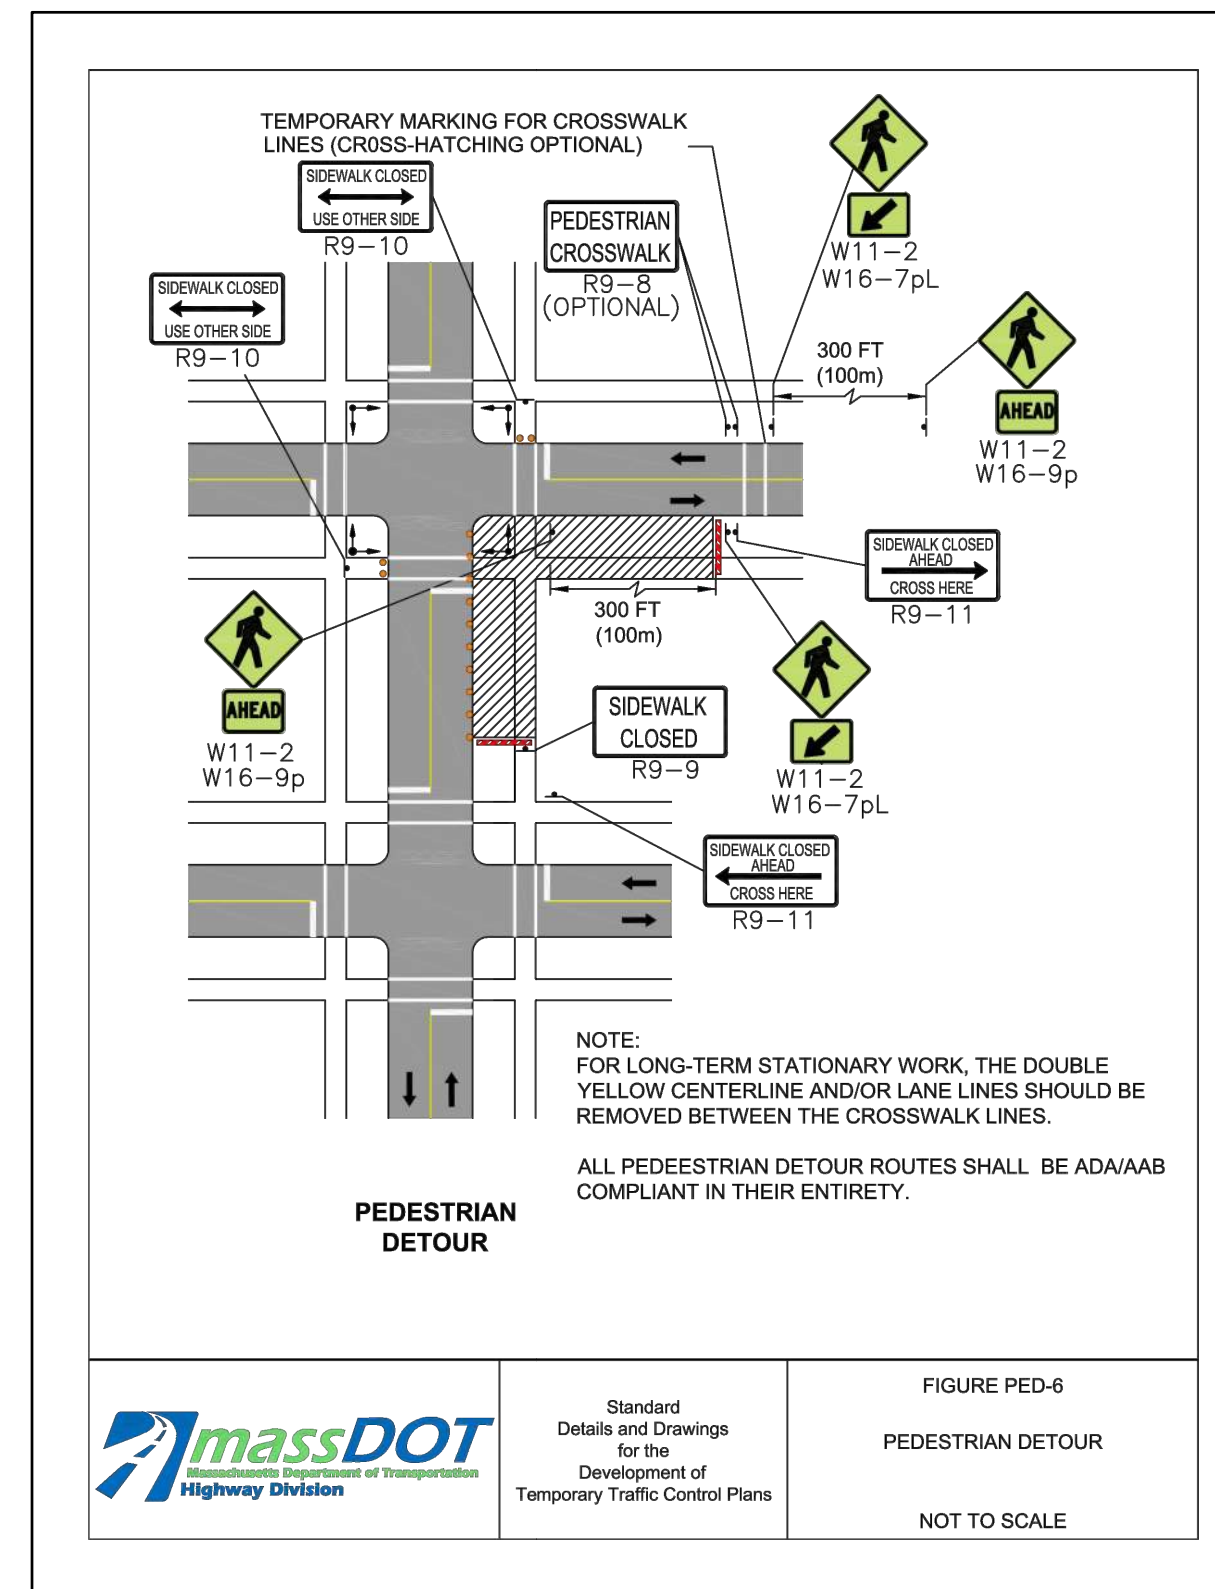 TEMPORARY MARKING FOR CROSSWALK
LINES (CR0SS-HATCHING OPTIONAL)
SIDEWALK CLOSED
USE OTHER SIDE
R9-10
SIDEWALK CLOSED
USE OTHER SIDE
R9-10
PEDESTRIAN
CROSSWALK
R9-8
(OPTIONAL)
W11-2
W16-7pL
300 FT
(100m)
AHEAD
W11-2
W16-9p
SIDEWALK CLOSED
AHEAD
CROSS HERE
R9-11
300 FT
(100m)
AHEAD
W11-2
W16-9p
SIDEWALK
CLOSED
R9-9
W11-2
W16-7pL
SIDEWALK CLOSED
AHEAD
CROSS HERE
R9-11
NOTE:
FOR LONG-TERM STATIONARY WORK, THE DOUBLE
YELLOW CENTERLINE AND/OR LANE LINES SHOULD BE
REMOVED BETWEEN THE CROSSWALK LINES.
ALL PEDEESTRIAN DETOUR ROUTES SHALL BE ADA/AAB
COMPLIANT IN THEIR ENTIRETY.
PEDESTRIAN
DETOUR
massDOT
Massachusetts Department of Transportation
Highway Division
Standard
Details and Drawings
for the
Development of
Temporary Traffic Control Plans
FIGURE PED-6
PEDESTRIAN DETOUR
NOT TO SCALE